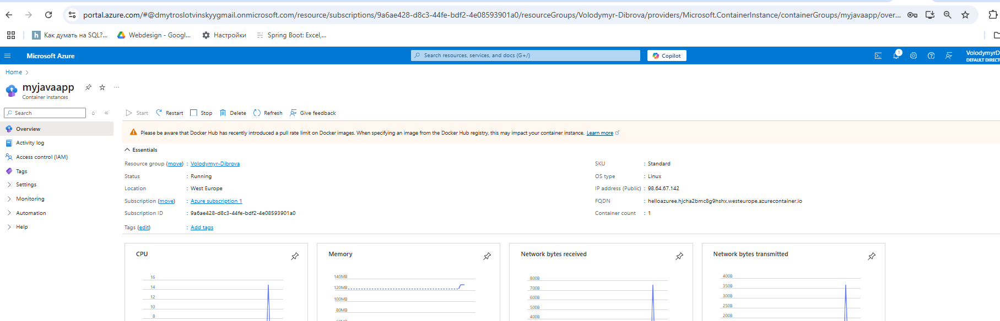 portal.azure.com/#@dmytroslotvinskyygmail.onmicrosoft.com/resource/subscriptions/9a6ae428-d8c3-44fe-bdf2-4e08593901a0/resourceGroups/Volodymyr-Dibrova/providers/Microsoft.ContainerInstance/containerGroups/myjavaapp/over...
h Как думать на SQL?... Webdesign - Googl... Настройки Spring Boot: Excel,...
Microsoft Azure Search resources, services, and docs (G+/) Copilot 1 VolodymyrD
DEFAULT DIRECT
Home >
myjavaapp ...
Container instances
Search « Start Restart Stop Delete Refresh Give feedback
Overview
Please be aware that Docker Hub has recently introduced a pull rate limit on Docker images. When specifying an image from the Docker Hub registry, this may impact your container instance. Learn more
Activity log
Access control (IAM)
Tags
Settings
Monitoring
Automation
Help
Essentials
Resource group (move) : Volodymyr-Dibrova
Status : Running
Location : West Europe
Subscription (move) : Azure subscription 1
Subscription ID : 9a6ae428-d8c3-44fe-bdf2-4e08593901a0
Tags (edit) : Add tags
SKU : Standard
OS type : Linux
IP address (Public) : 98.64.67.142
FQDN : helloazuree.hjcha2bmc8g9hshx.westeurope.azurecontainer.io
Container count : 1
CPU
16
14
12
10
8
Memory
140MB
120MB
100MB
80MB
Network bytes received
800B
700B
600B
500B
400B
Network bytes transmitted
400B
350B
300B
250B
200B